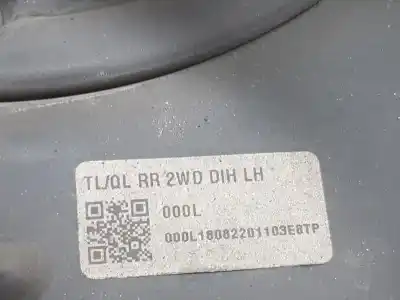 TL/QL RR 2WD DIH LH
000L
000L18082201103E8TP